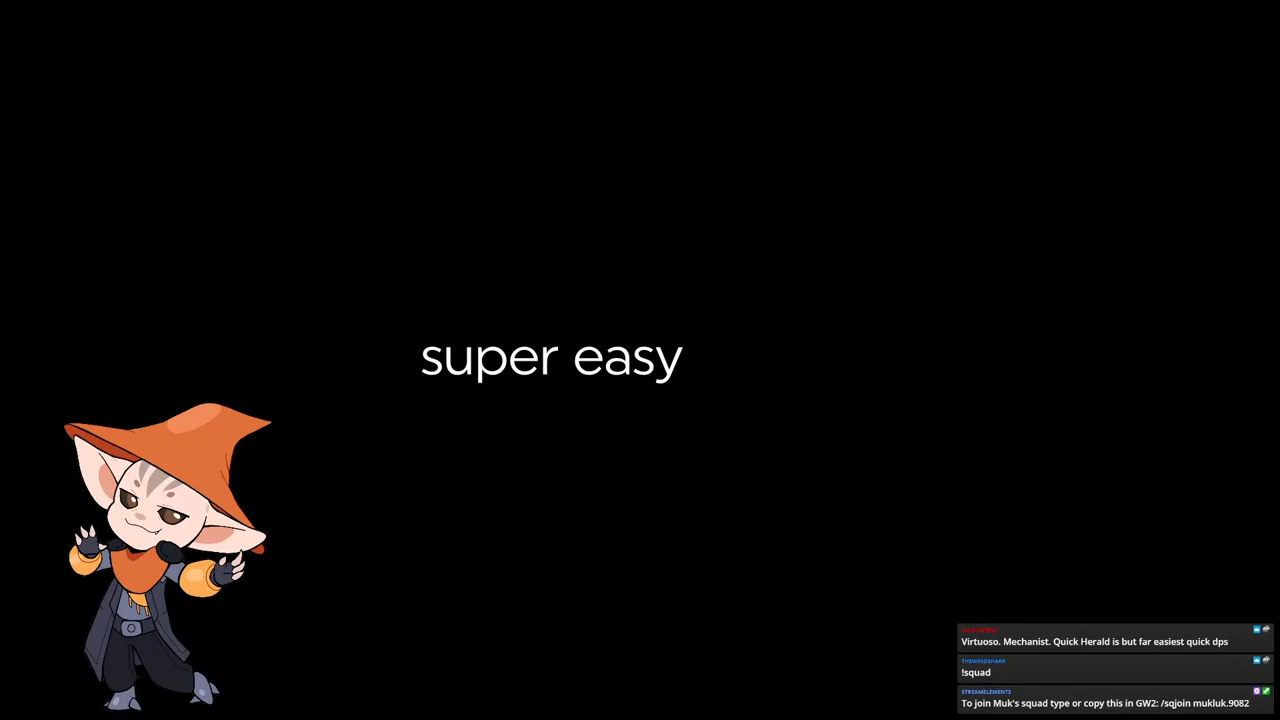 super easy
Virtuoso. Mechanist. Quick Herald is but far easiest quick dps
THEWINDSHARK
!squad
STREAMELEMENTS
To join Muk's squad type or copy this in GW2: /sqjoin mukluk.9082